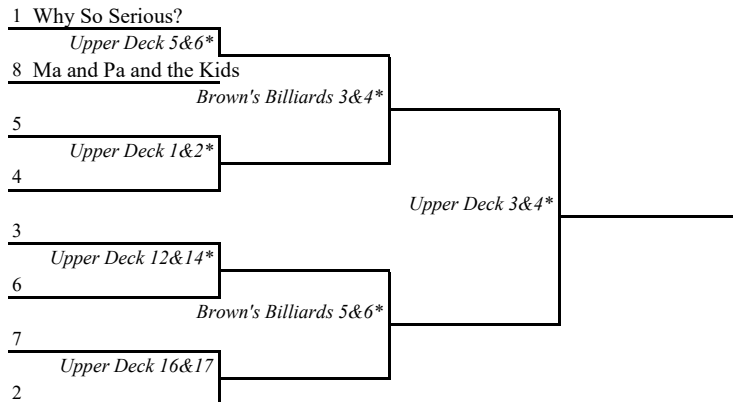 1 Why So Serious?
Upper Deck 5&6*
8 Ma and Pa and the Kids
Brown's Billiards 3&4*
5
Upper Deck 1&2*
4
Upper Deck 3&4*
3
Upper Deck 12&14*
6
Brown's Billiards 5&6*
7
Upper Deck 16&17
2